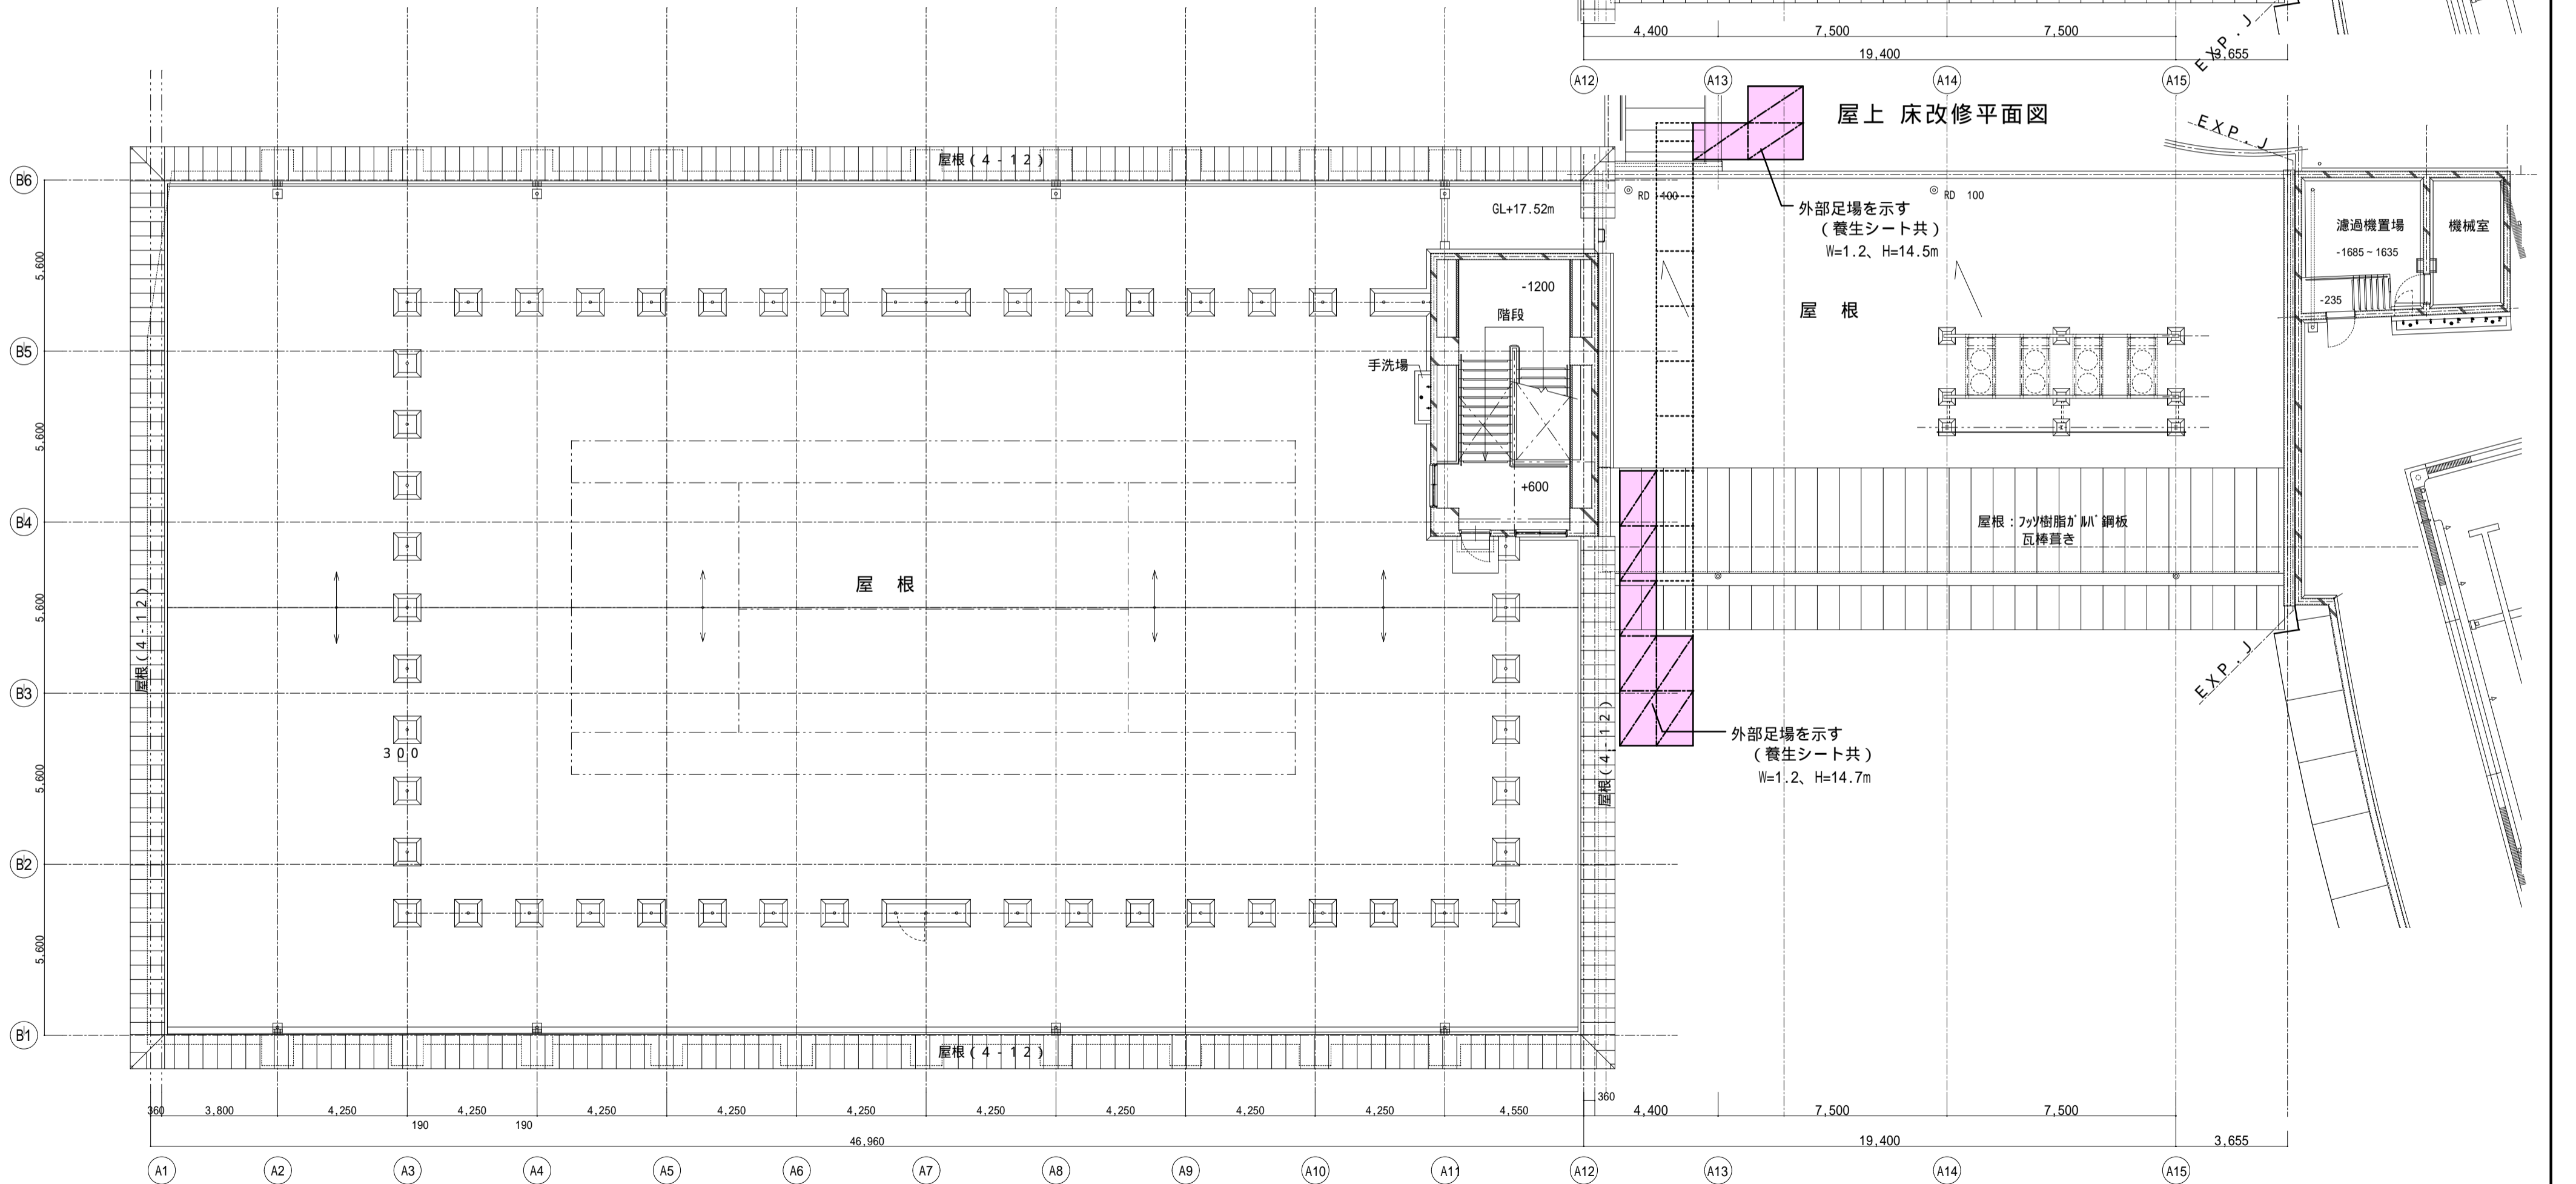 4,400 7,500 7,500
19,400 3,655
EXP.J
A12 A13 A14 A15
屋上 床改修平面図
EXP.J
屋根(4-12)
B6
GL+17.52m
RD 100
RD 100
外部足場を示す
(養生シート共)
W=1.2、H=14.5m
濾過機置場
-1685~1635
機械室
-235
5,600
-1200
階段
屋 根
B5
手洗場
5,600
+600
B4
屋根:フッソ樹脂ガルバ鋼板
瓦棒葺き
屋根(4-12)
屋 根
5,600
EXP.J
B3
300
屋根(4-12)
外部足場を示す
(養生シート共)
W=1.2、H=14.7m
5,600
B2
5,600
B1
屋根(4-12)
360 3,800 4,250 4,250 4,250 4,250 4,250 4,250 4,250 4,250 4,250 4,550 360 4,400 7,500 7,500
190 190
46,960 19,400 3,655
A1 A2 A3 A4 A5 A6 A7 A8 A9 A10 A11 A12 A13 A14 A15